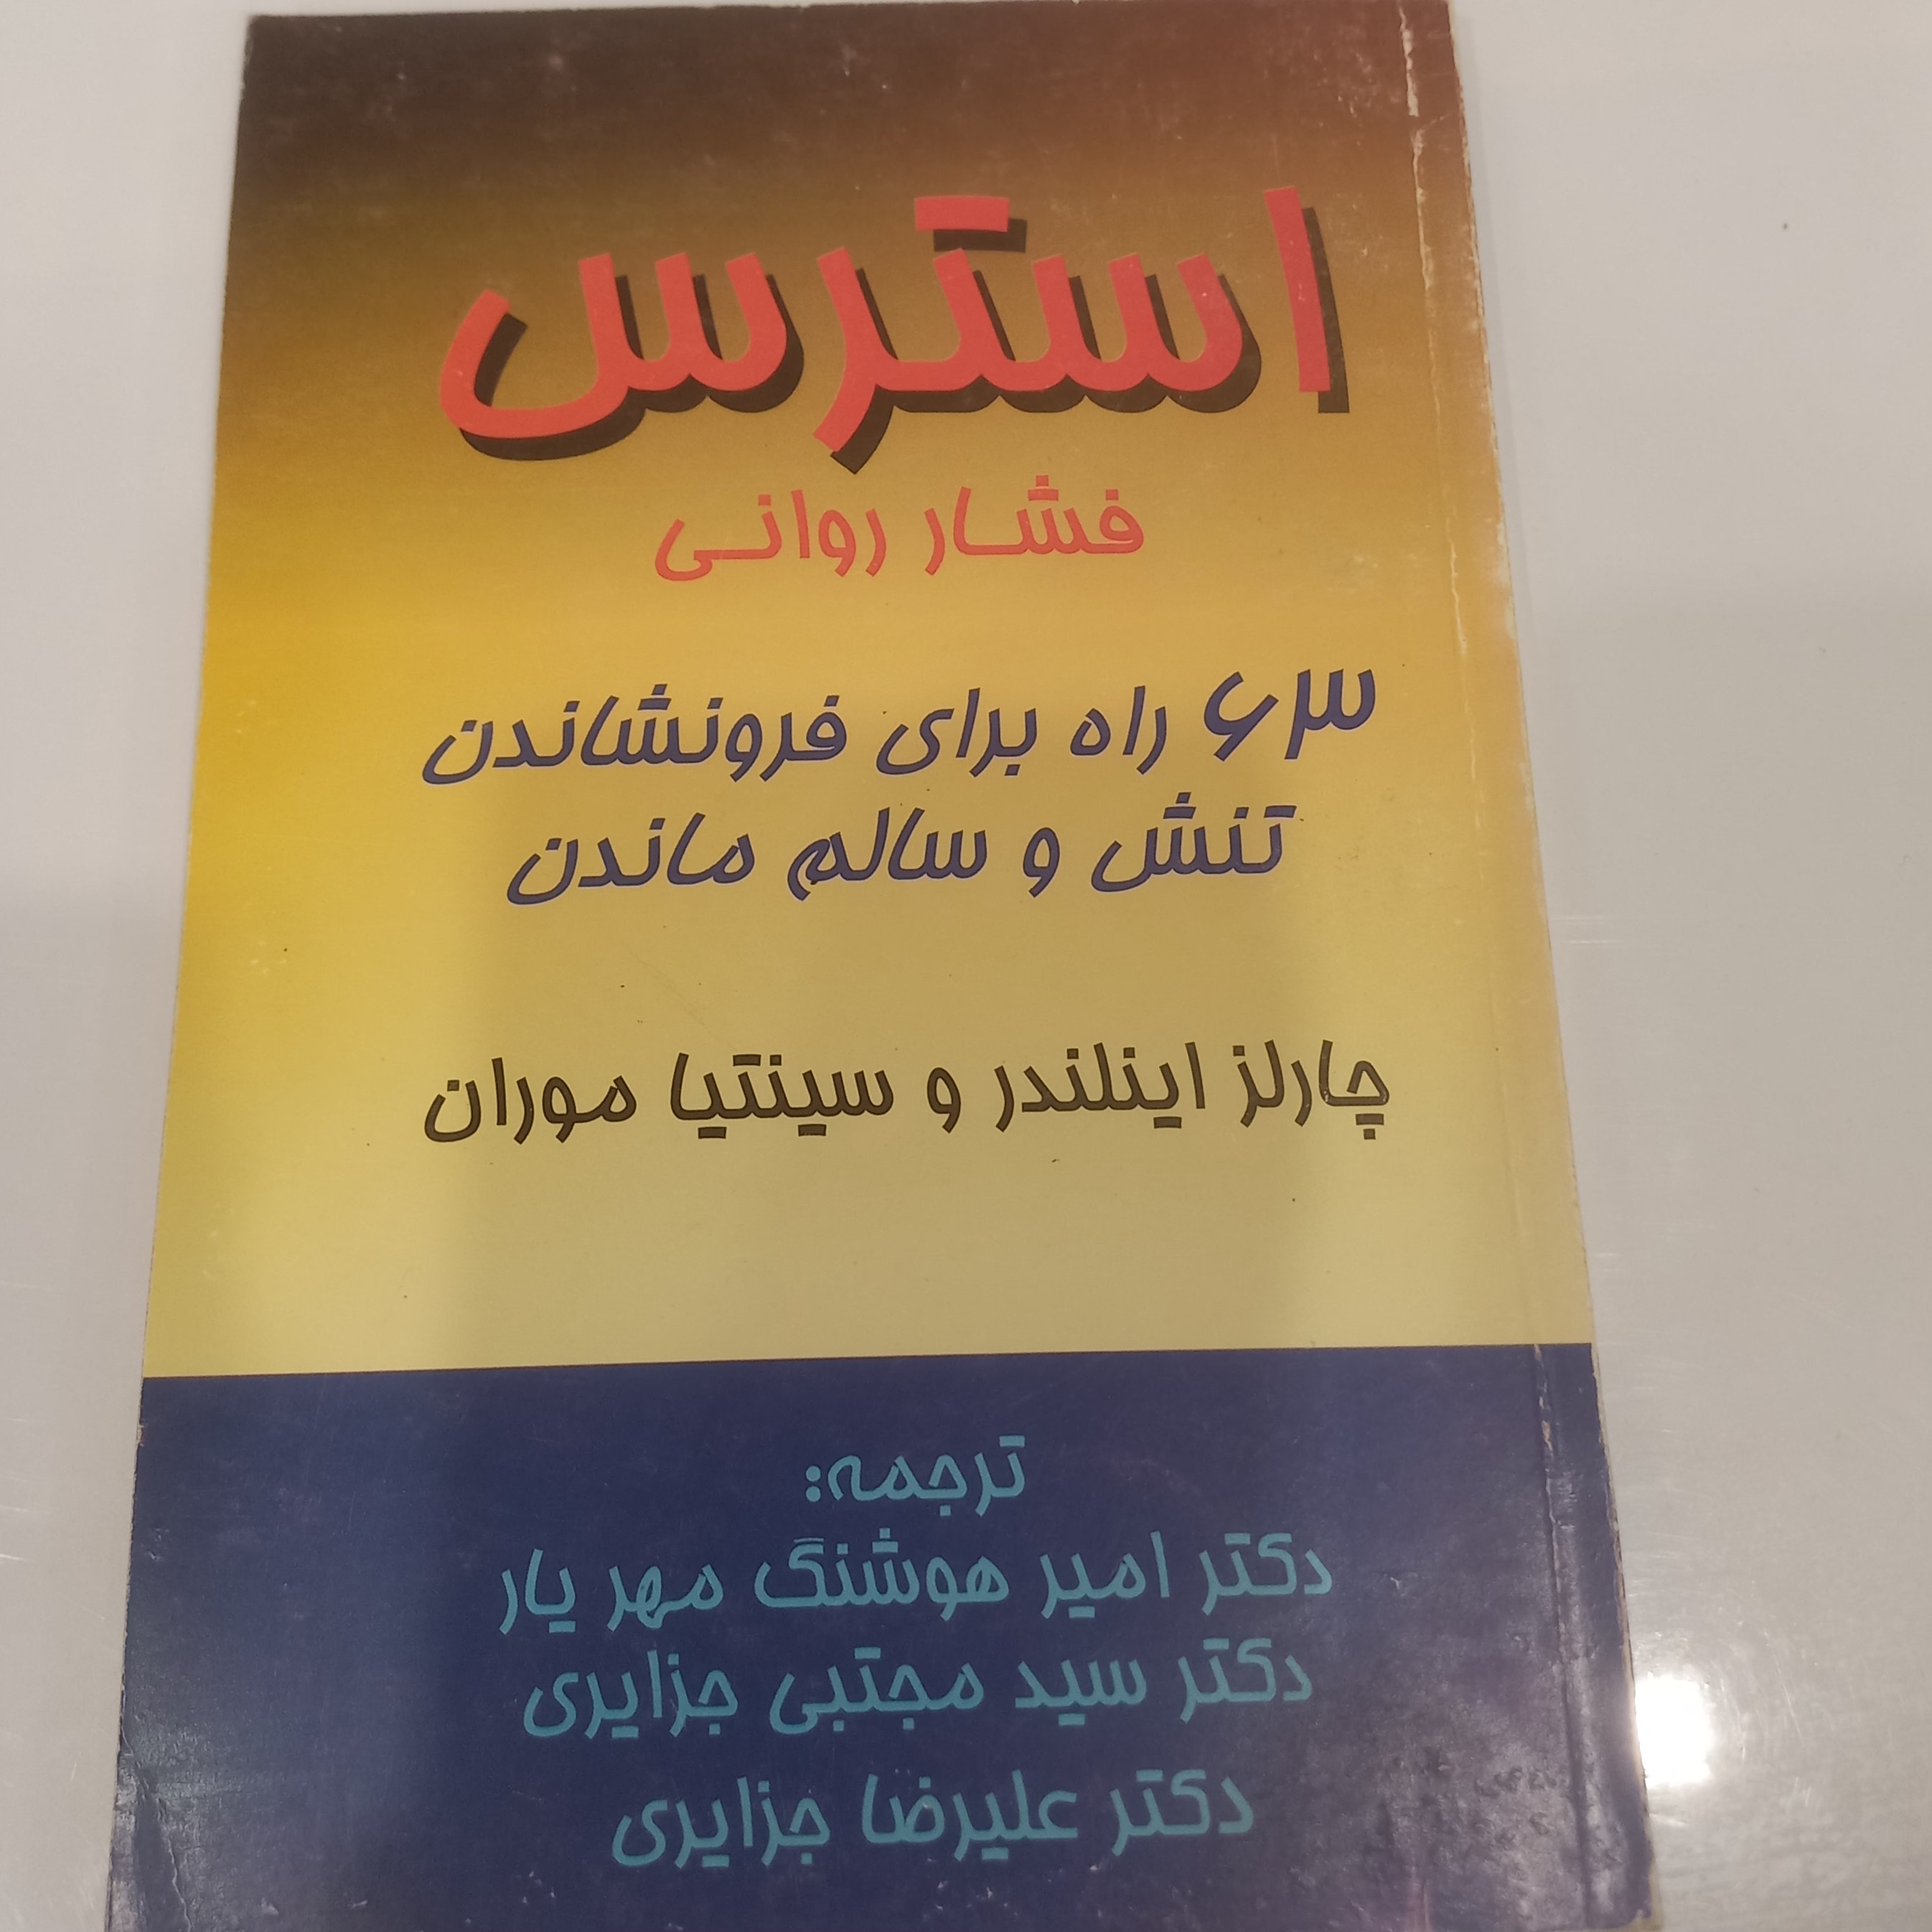 استرس
فشار روانی
۶۳ راه برای فرونشاندن
تنش و سالم ماندن
چارلز اینلندر و سینتیا موران
ترجمه:
دکتر امیر هوشنگ مهر یار
دکتر سید مجتبی جزایری
دکتر علیرضا جزایری